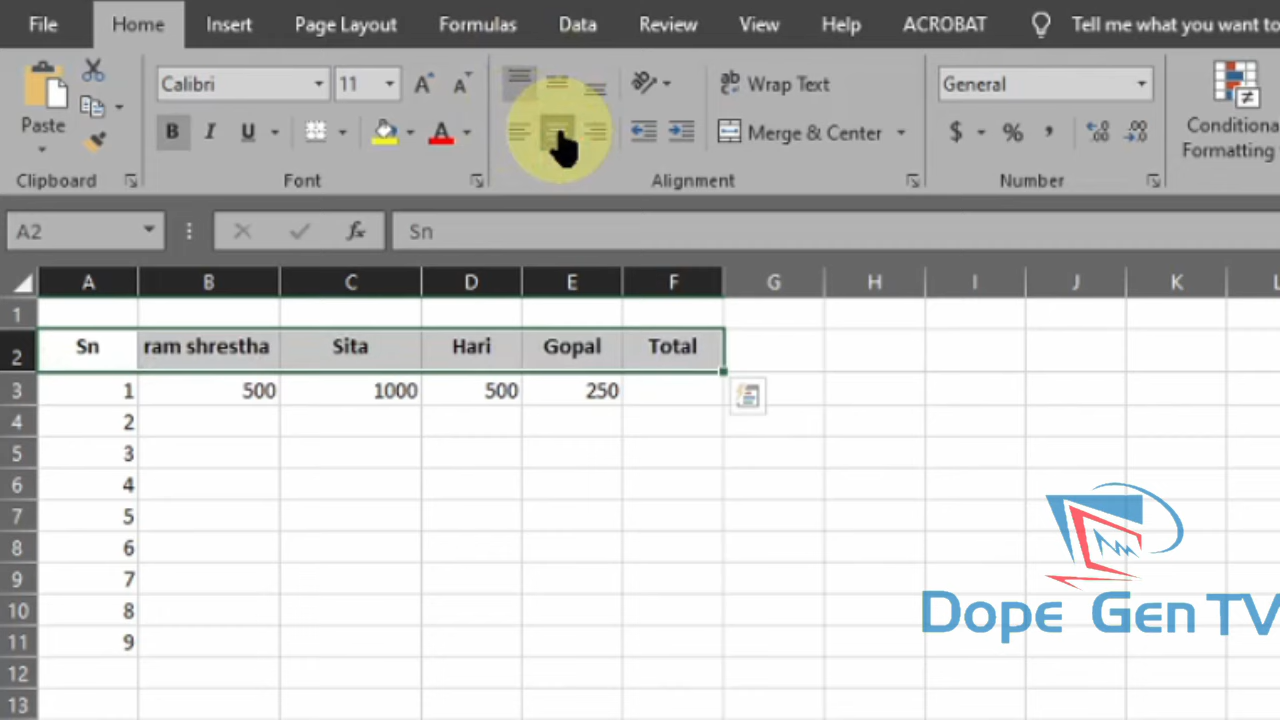 File Home Insert Page Layout Formulas Data Review View Help ACROBAT Tell me what you want to
Calibri 11 A A ab Wrap Text General
Paste B I U A Merge & Center $ % , Conditiona
Formatting
Clipboard Font Alignment Number
A2 fx Sn
A B C D E F G H I J K L
1
2 Sn ram shrestha Sita Hari Gopal Total
3 1 500 1000 500 250
4 2
5 3
6 4
7 5
8 6
9 7
10 8
11 9
12
13
Dope Gen TV